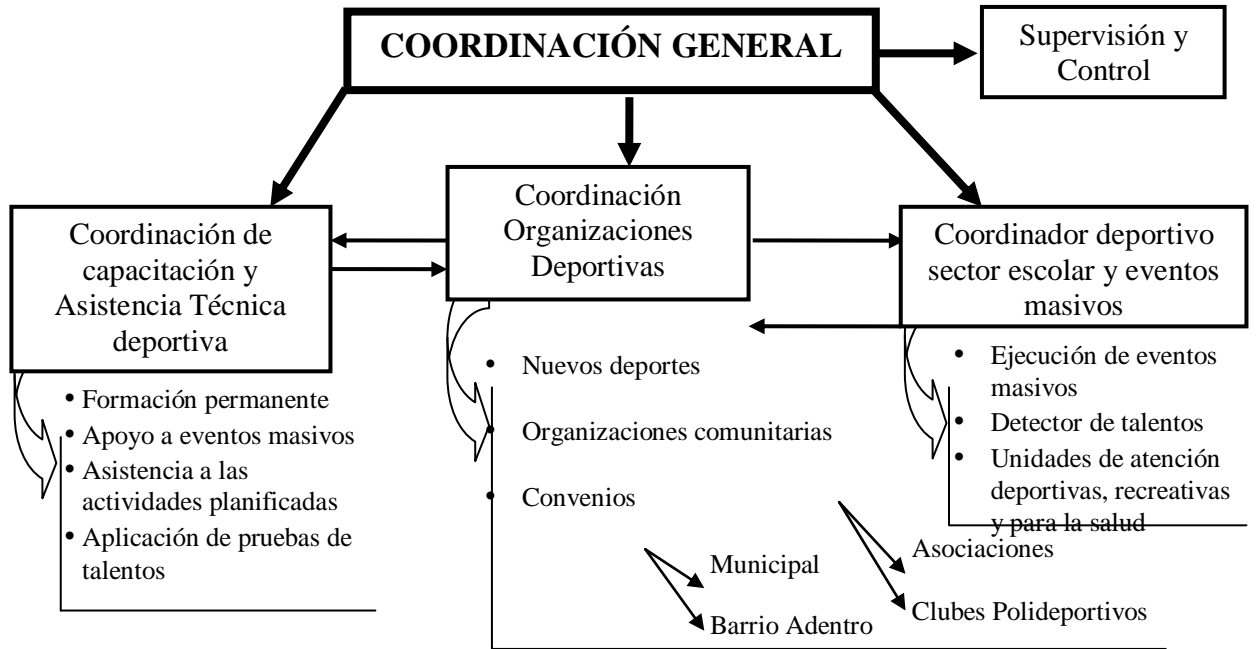 COORDINACIÓN GENERAL
Supervisión y
Control
Coordinación de
capacitación y
Asistencia Técnica
deportiva
• Formación permanente
• Apoyo a eventos masivos
• Asistencia a las
actividades planificadas
• Aplicación de pruebas de
talentos
Coordinación
Organizaciones
Deportivas
• Nuevos deportes
• Organizaciones comunitarias
• Convenios
Municipal
Barrio Adentro
Asociaciones
Clubes Polideportivos
Coordinador deportivo
sector escolar y eventos
masivos
• Ejecución de eventos
masivos
• Detector de talentos
• Unidades de atención
deportivas, recreativas
y para la salud